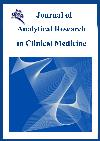 Journal of
Analytical Research
in Clinical Medicine